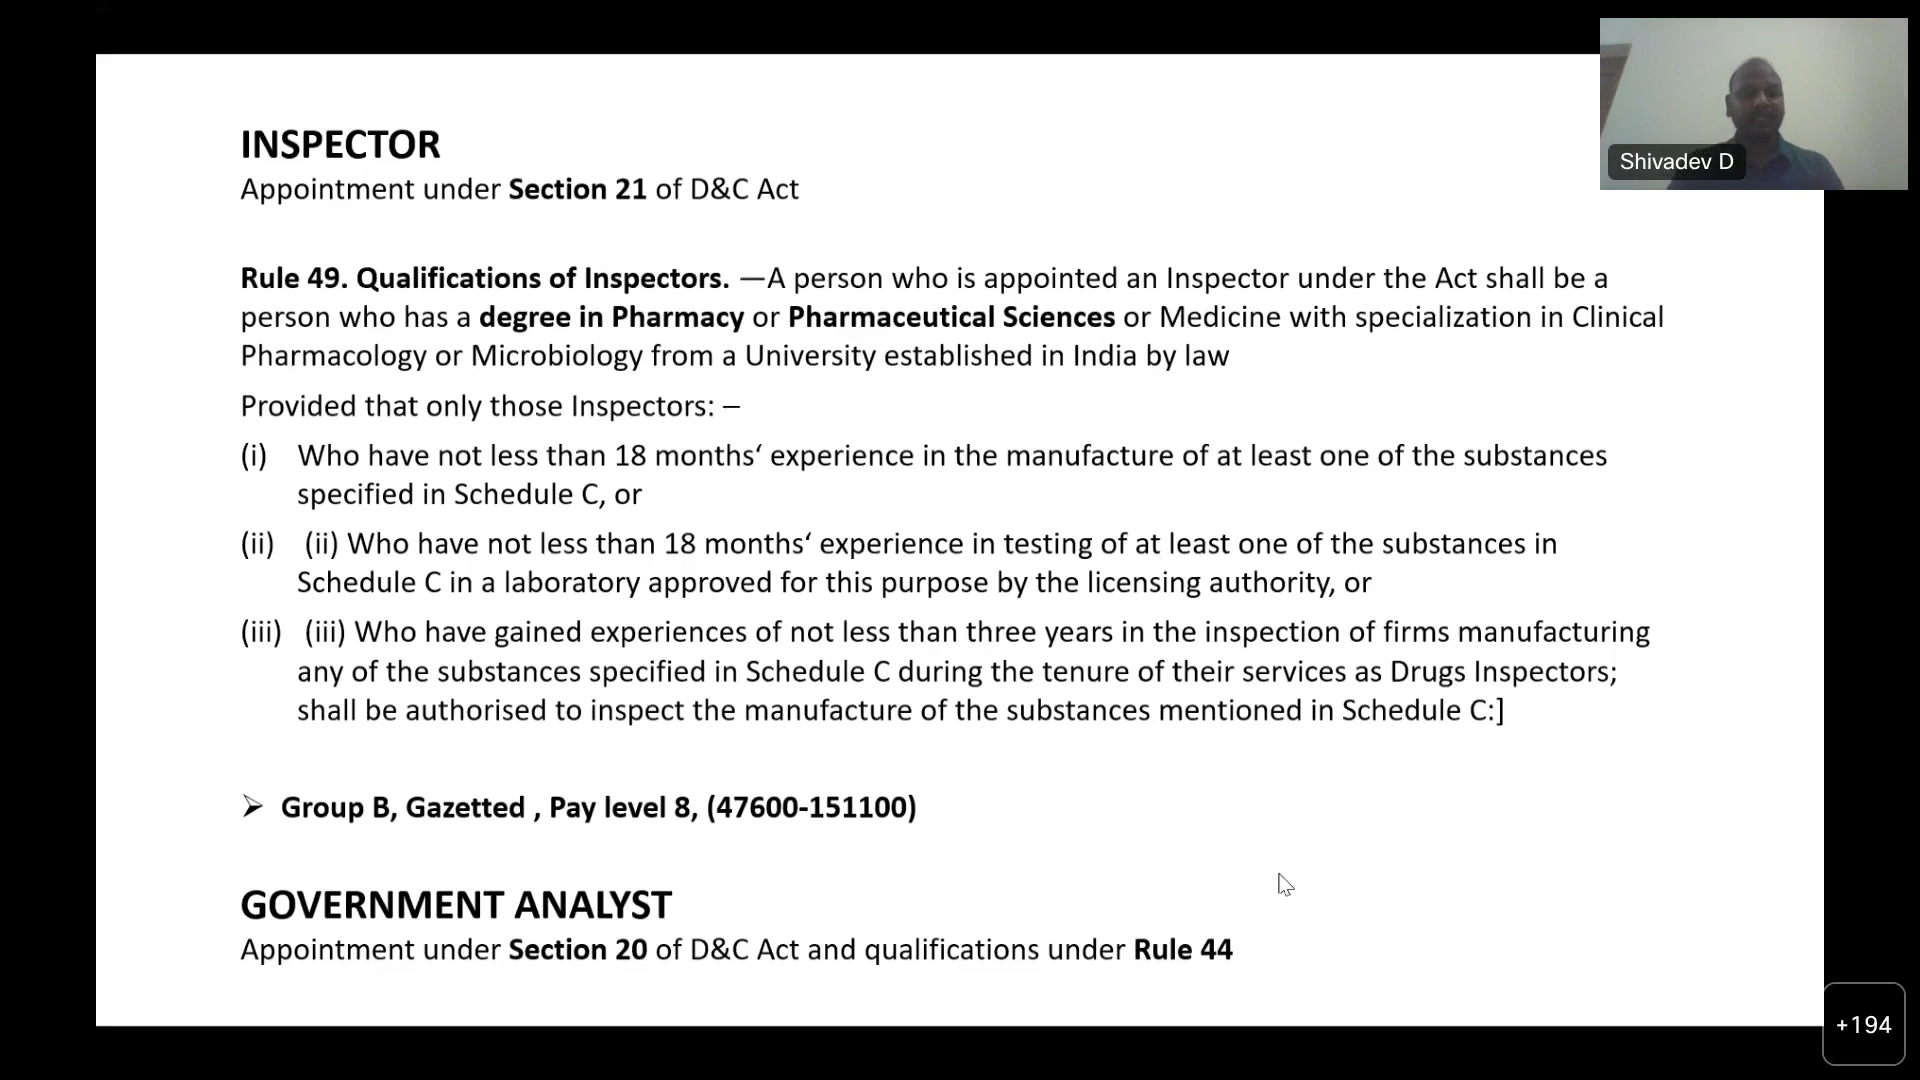 INSPECTOR
Appointment under Section 21 of D&C Act
Rule 49. Qualifications of Inspectors. —A person who is appointed an Inspector under the Act shall be a
person who has a degree in Pharmacy or Pharmaceutical Sciences or Medicine with specialization in Clinical
Pharmacology or Microbiology from a University established in India by law
Provided that only those Inspectors: –
(i) Who have not less than 18 months‘ experience in the manufacture of at least one of the substances
specified in Schedule C, or
(ii) (ii) Who have not less than 18 months‘ experience in testing of at least one of the substances in
Schedule C in a laboratory approved for this purpose by the licensing authority, or
(iii) (iii) Who have gained experiences of not less than three years in the inspection of firms manufacturing
any of the substances specified in Schedule C during the tenure of their services as Drugs Inspectors;
shall be authorised to inspect the manufacture of the substances mentioned in Schedule C:]
➢ Group B, Gazetted , Pay level 8, (47600-151100)
GOVERNMENT ANALYST
Appointment under Section 20 of D&C Act and qualifications under Rule 44
Shivadev D
+194